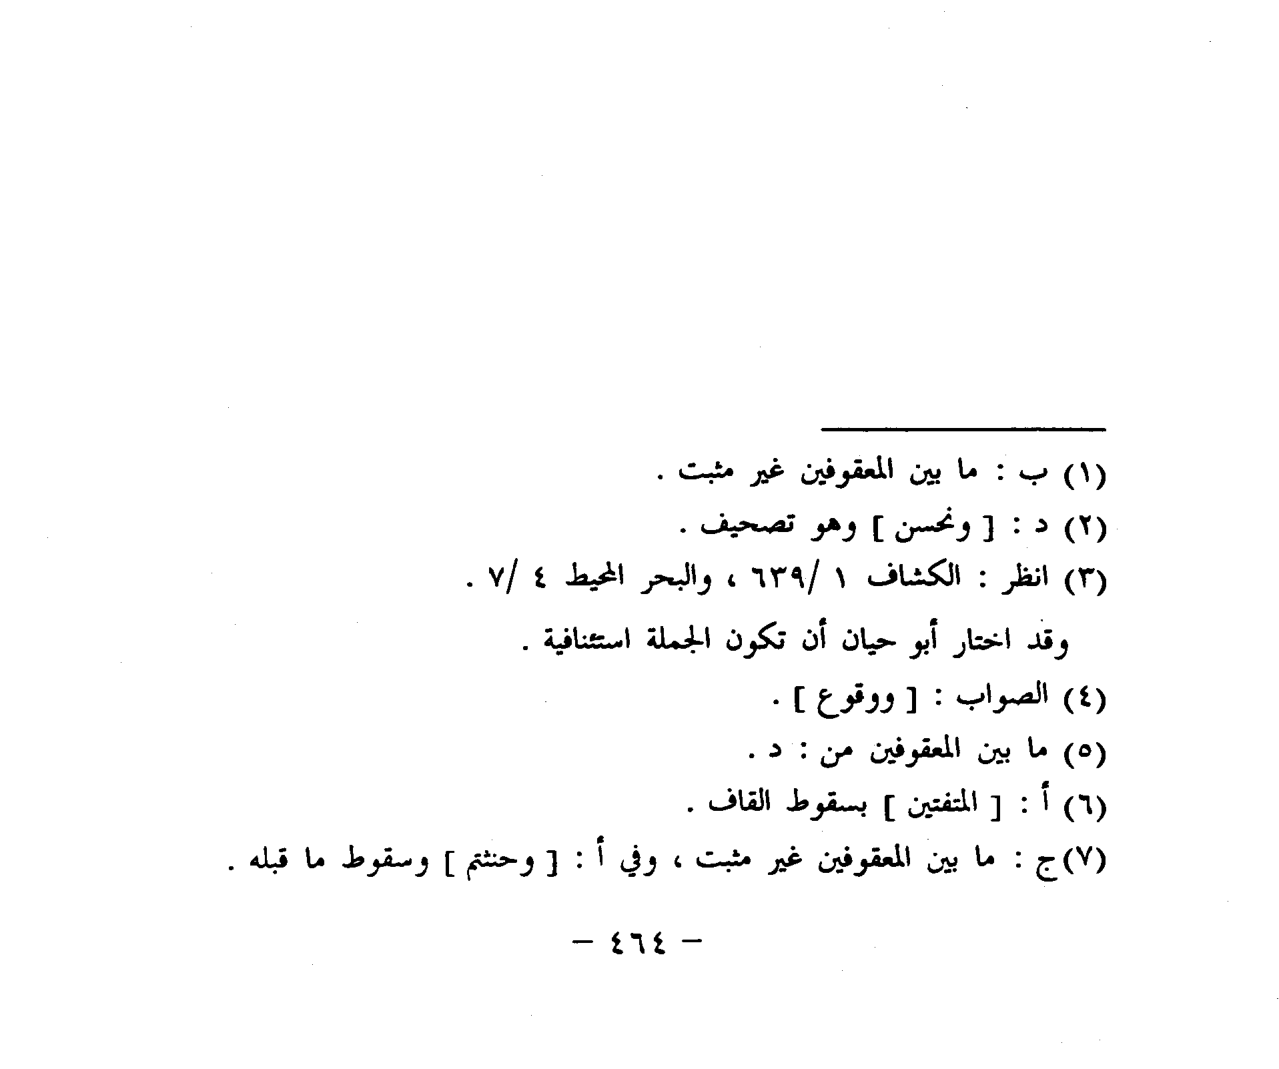 (١) ب : ما بين المعقوفين غير مثبت .
(٢) د : [ ونحسن ] وهو تصحيف .
(٣) انظر : الكشاف ١ /٦٣٩ ، والبحر المحيط ٤ /٧ .
وقد اختار أبو حيان أن تكون الجملة استئنافية .
(٤) الصواب : [ ووقوع ] .
(٥) ما بين المعقوفين من : د .
(٦) أ : [ المتفتين ] بسقوط القاف .
(٧) ج : ما بين المعقوفين غير مثبت ، وفي أ : [ وحنثتم ] وسقوط ما قبله .
– ٤٦٤ –